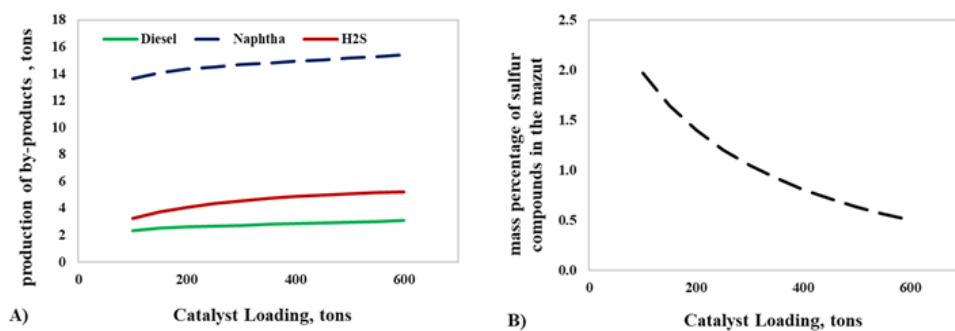 18
16
14
12
10
8
6
4
2
0
production of by-products , tons
Diesel
Naphtha
H2S
0
200
400
600
Catalyst Loading, tons
A)
2.5
2.0
1.5
1.0
0.5
0.0
mass percentage of sulfur
compounds in the mazut
0
200
400
600
Catalyst Loading, tons
B)